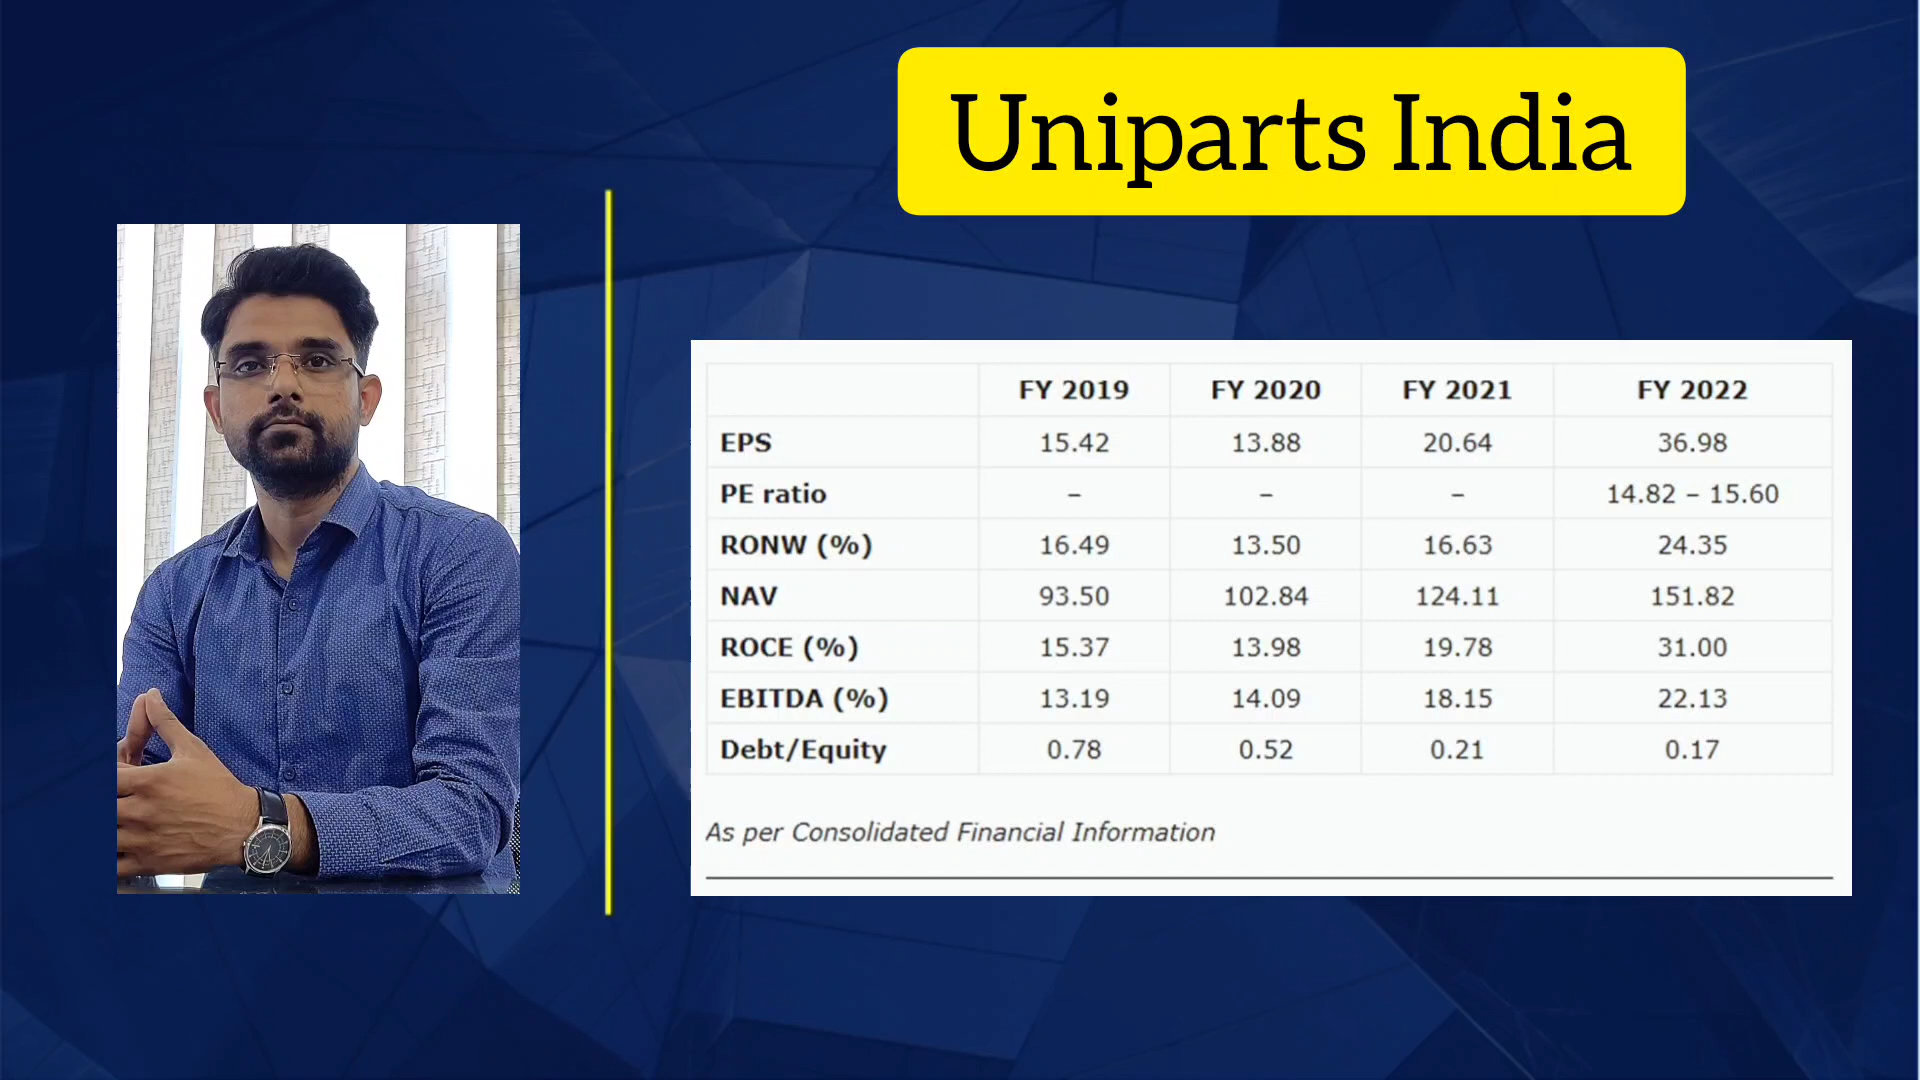 Uniparts India
FY 2019 FY 2020 FY 2021 FY 2022
EPS 15.42 13.88 20.64 36.98
PE ratio – – – 14.82 – 15.60
RONW (%) 16.49 13.50 16.63 24.35
NAV 93.50 102.84 124.11 151.82
ROCE (%) 15.37 13.98 19.78 31.00
EBITDA (%) 13.19 14.09 18.15 22.13
Debt/Equity 0.78 0.52 0.21 0.17
As per Consolidated Financial Information